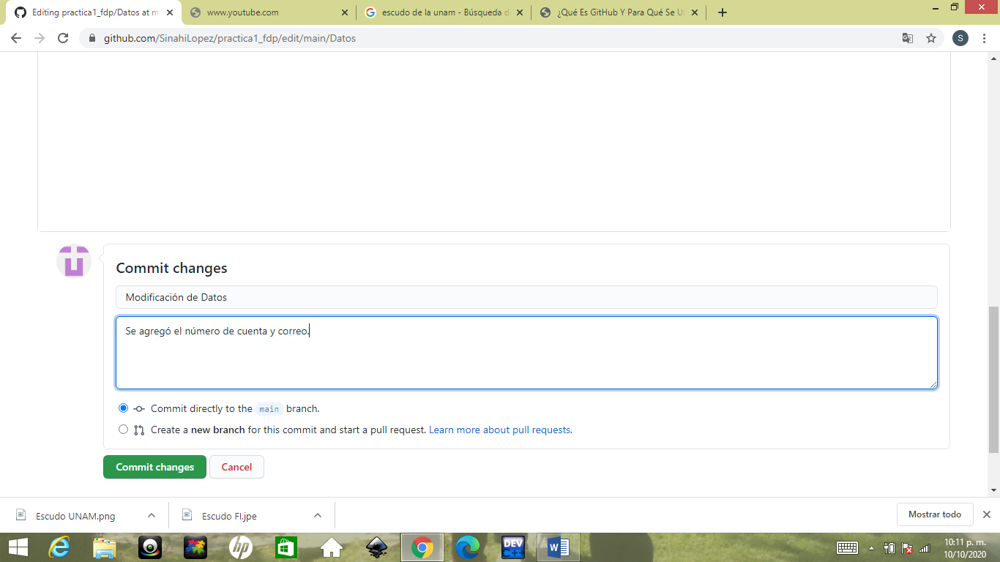 Editing practica1_fdp/Datos at m
www.youtube.com
escudo de la unam - Búsqueda d
¿Qué Es GitHub Y Para Qué Se U
github.com/SinahiLopez/practica1_fdp/edit/main/Datos
S
Commit changes
Modificación de Datos
Se agregó el número de cuenta y correo.
Commit directly to the main branch.
Create a new branch for this commit and start a pull request. Learn more about pull requests.
Commit changes
Cancel
Escudo UNAM.png
Escudo FI.jpe
Mostrar todo
hp
DEV
C++
W
10:11 p. m.
10/10/2020